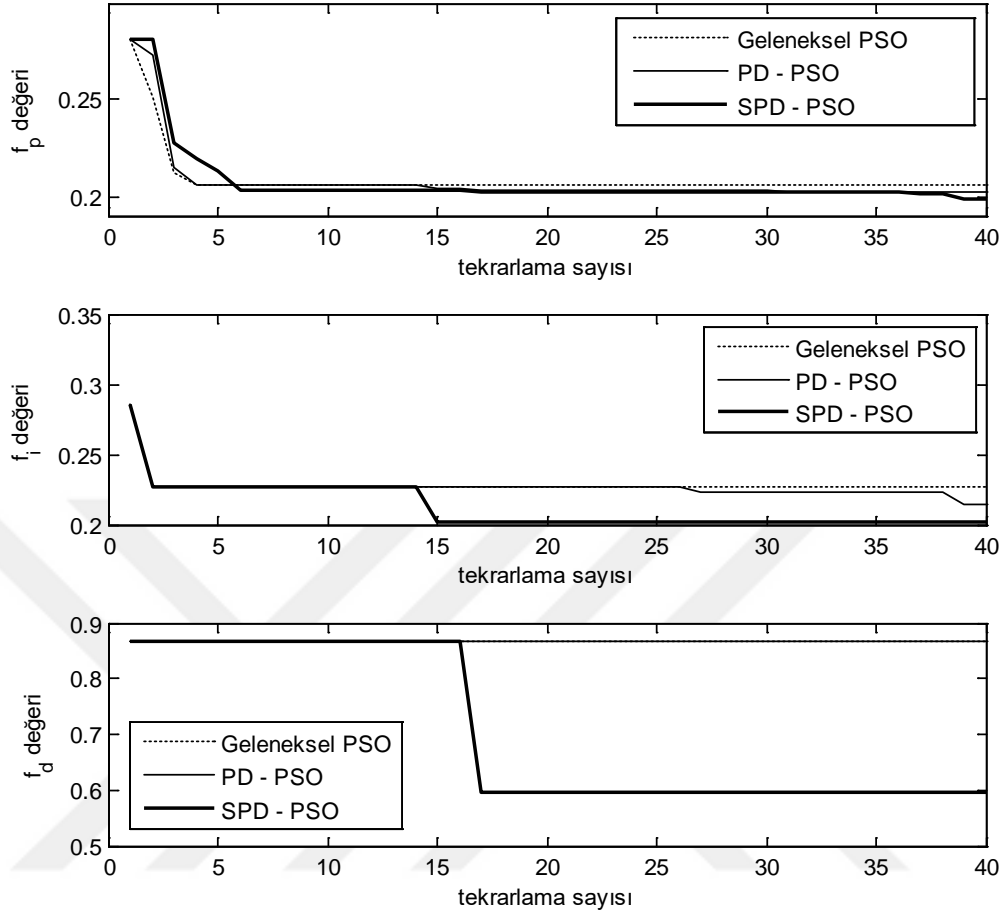 Geleneksel PSO
PD - PSO
SPD - PSO
0.25
0.2
f_p değeri
0 5 10 15 20 25 30 35 40
tekrarlama sayısı
0.35
0.3
0.25
0.2
f_i değeri
Geleneksel PSO
PD - PSO
SPD - PSO
0 5 10 15 20 25 30 35 40
tekrarlama sayısı
0.9
0.8
0.7
0.6
0.5
f_d değeri
Geleneksel PSO
PD - PSO
SPD - PSO
0 5 10 15 20 25 30 35 40
tekrarlama sayısı